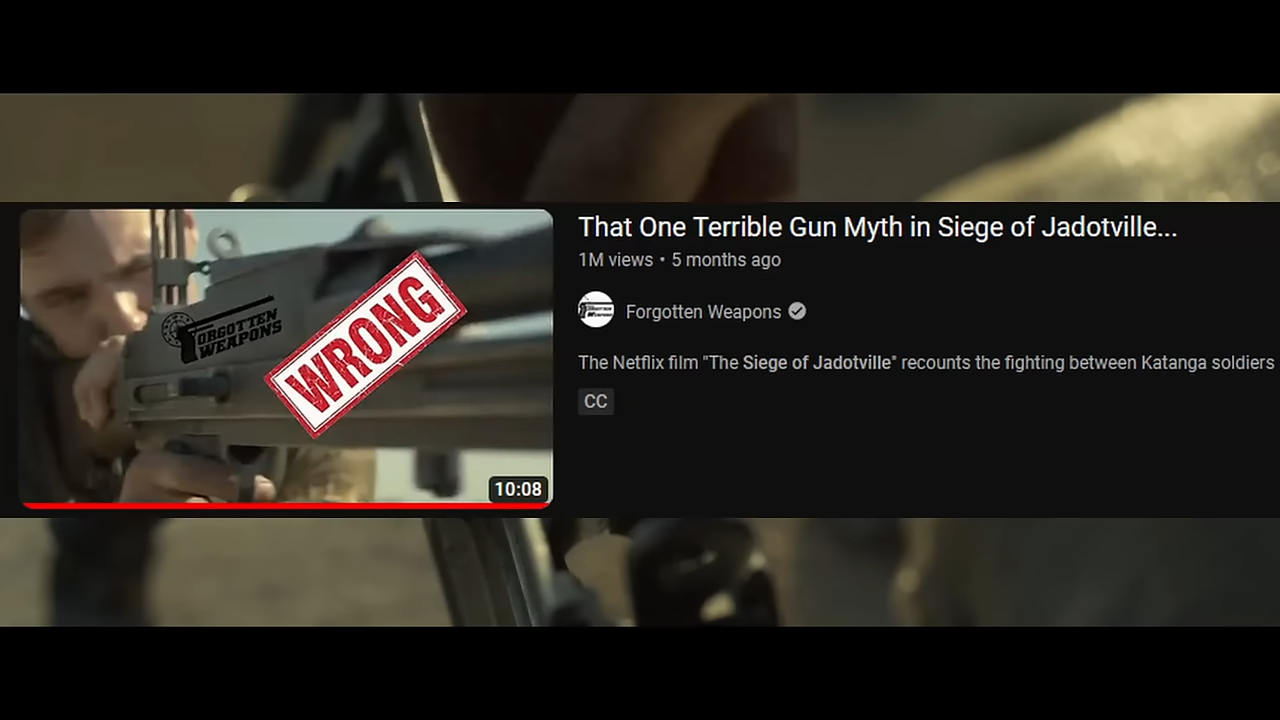 That One Terrible Gun Myth in Siege of Jadotville...
1M views • 5 months ago
Forgotten Weapons
The Netflix film "The Siege of Jadotville" recounts the fighting between Katanga soldiers
CC
FORGOTTEN
WEAPONS
WRONG
10:08